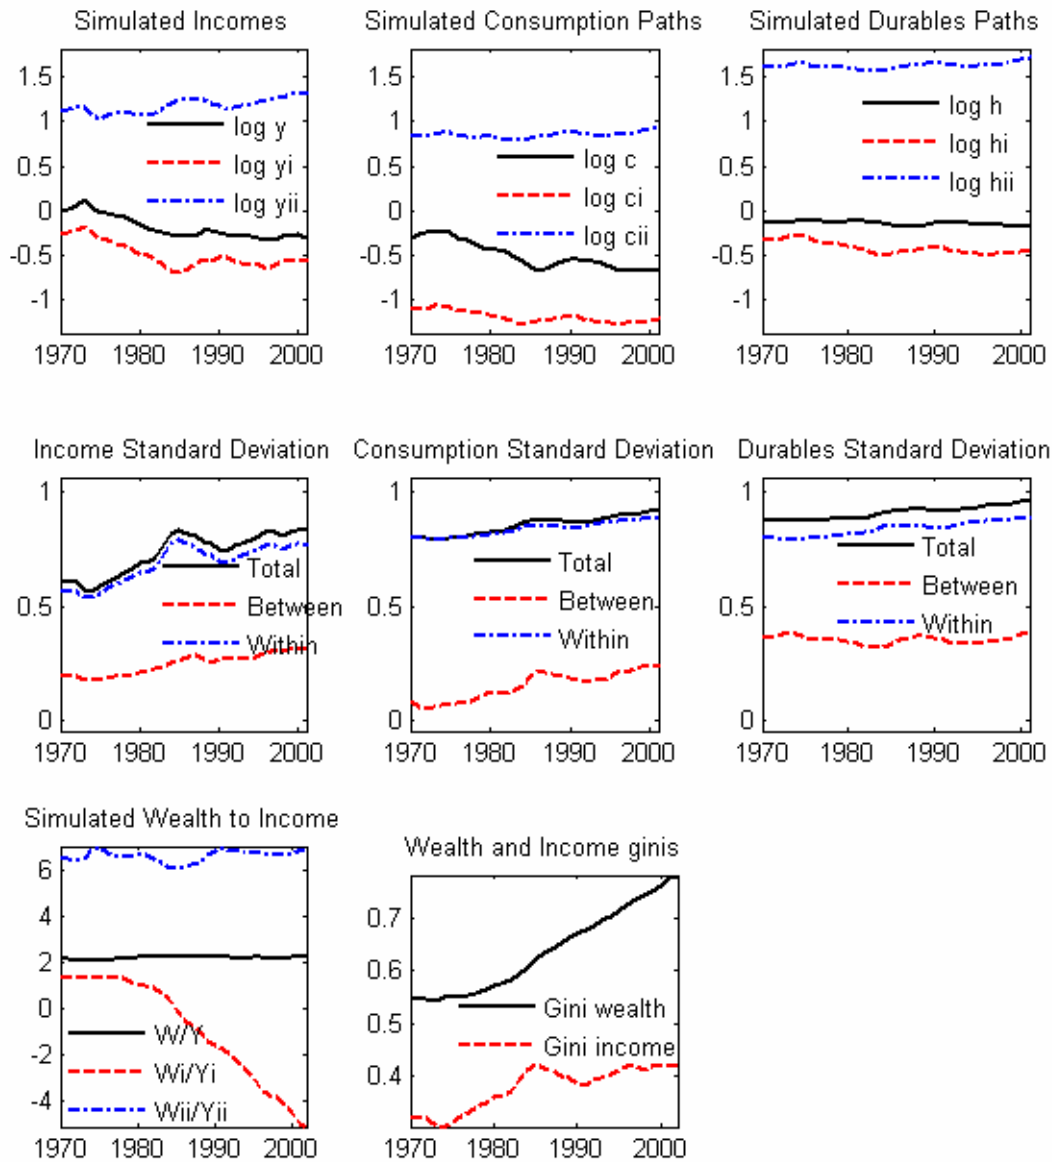 Simulated Incomes
1.5
1
0.5
0
-0.5
-1
log y
log yi
log yii
1970 1980 1990 2000
Simulated Consumption Paths
1.5
1
0.5
0
-0.5
-1
log c
log ci
log cii
1970 1980 1990 2000
Simulated Durables Paths
1.5
1
0.5
0
-0.5
-1
log h
log hi
log hii
1970 1980 1990 2000
Income Standard Deviation
1
0.5
0
Total
Between
Within
1970 1980 1990 2000
Consumption Standard Deviation
1
0.5
0
Total
Between
Within
1970 1980 1990 2000
Durables Standard Deviation
1
0.5
0
Total
Between
Within
1970 1980 1990 2000
Simulated Wealth to Income
6
4
2
0
-2
-4
W/Y
Wi/Yi
Wii/Yii
1970 1980 1990 2000
Wealth and Income ginis
0.7
0.6
0.5
0.4
Gini wealth
Gini income
1970 1980 1990 2000